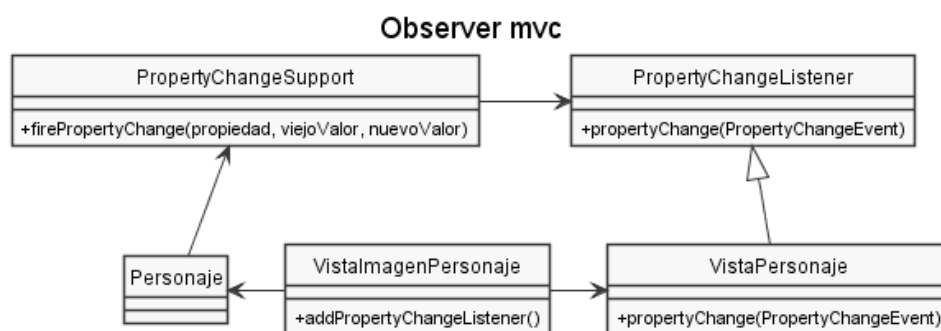 Observer mvc
PropertyChangeSupport
+firePropertyChange(propiedad, viejoValor, nuevoValor)
PropertyChangeListener
+propertyChange(PropertyChangeEvent)
Personaje
VistaImagenPersonaje
+addPropertyChangeListener()
VistaPersonaje
+propertyChange(PropertyChangeEvent)